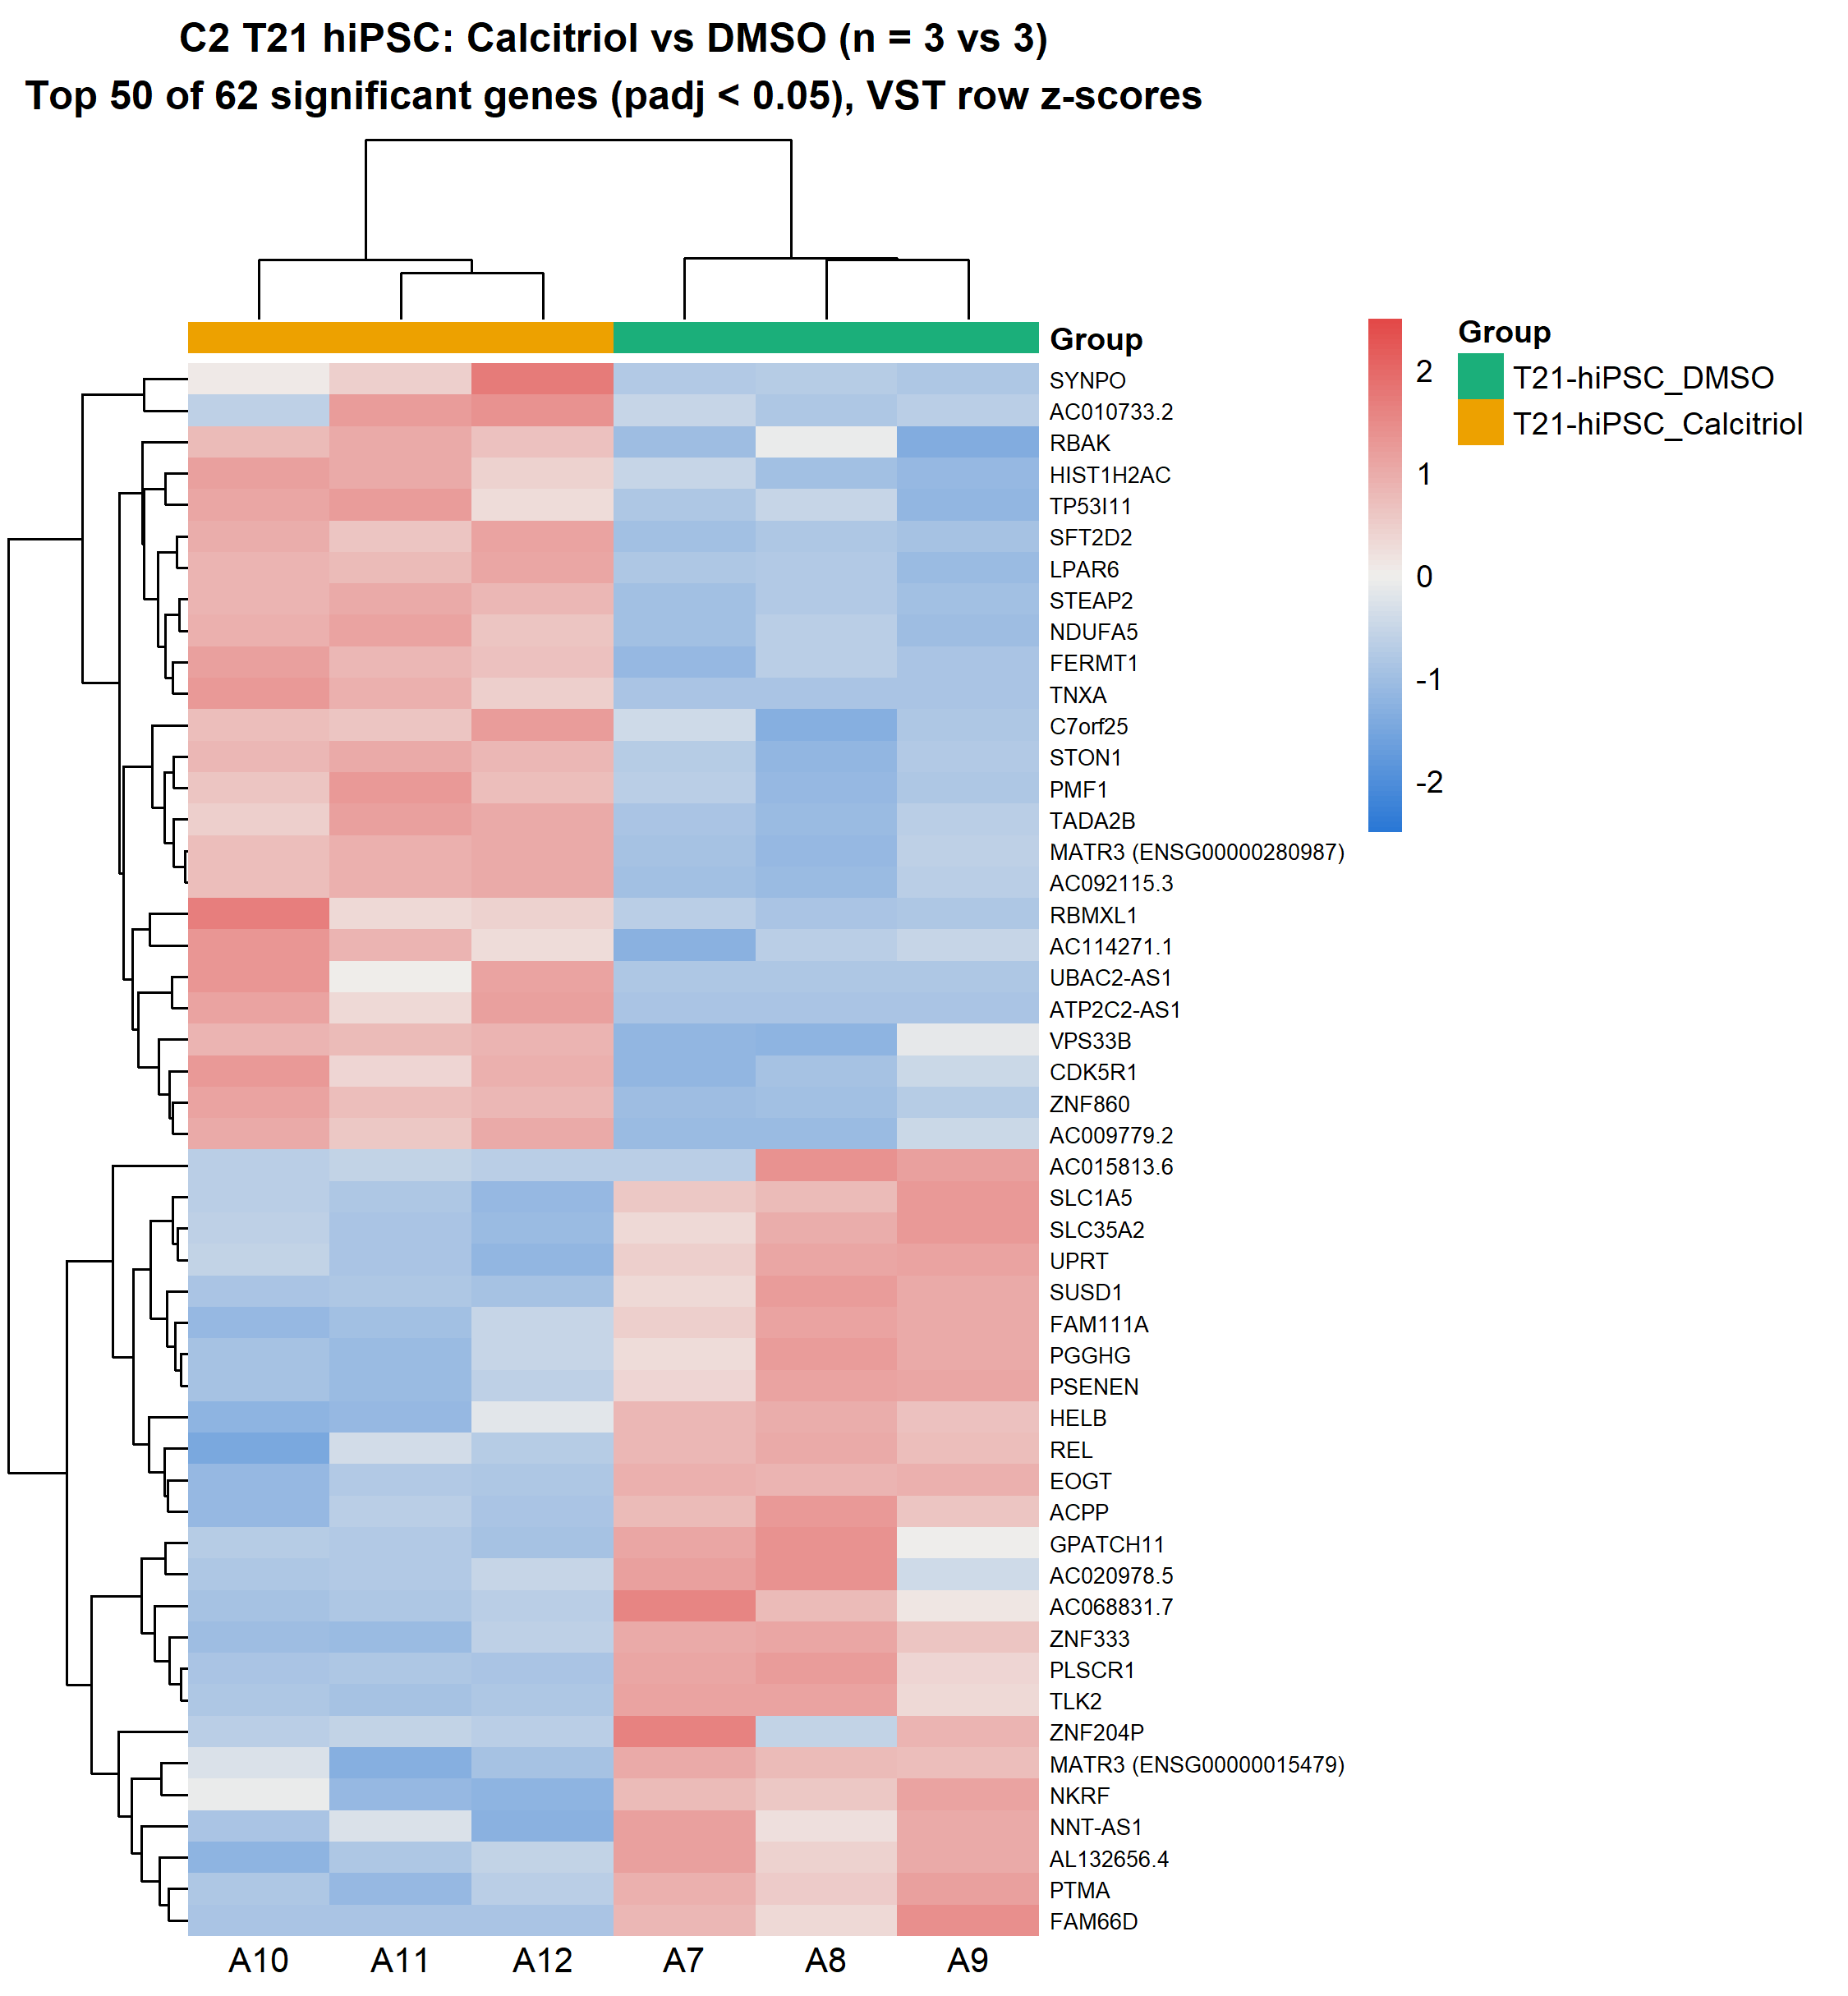 C2 T21 hiPSC: Calcitriol vs DMSO (n = 3 vs 3)
Top 50 of 62 significant genes (padj < 0.05), VST row z-scores
Group
SYNPO
AC010733.2
RBAK
HIST1H2AC
TP53I11
SFT2D2
LPAR6
STEAP2
NDUFA5
FERMT1
TNXA
C7orf25
STON1
PMF1
TADA2B
MATR3 (ENSG00000280987)
AC092115.3
RBMXL1
AC114271.1
UBAC2-AS1
ATP2C2-AS1
VPS33B
CDK5R1
ZNF860
AC009779.2
AC015813.6
SLC1A5
SLC35A2
UPRT
SUSD1
FAM111A
PGGHG
PSENEN
HELB
REL
EOGT
ACPP
GPATCH11
AC020978.5
AC068831.7
ZNF333
PLSCR1
TLK2
ZNF204P
MATR3 (ENSG00000015479)
NKRF
NNT-AS1
AL132656.4
PTMA
FAM66D
A10 A11 A12 A7 A8 A9
2
1
0
-1
-2
Group
T21-hiPSC_DMSO
T21-hiPSC_Calcitriol